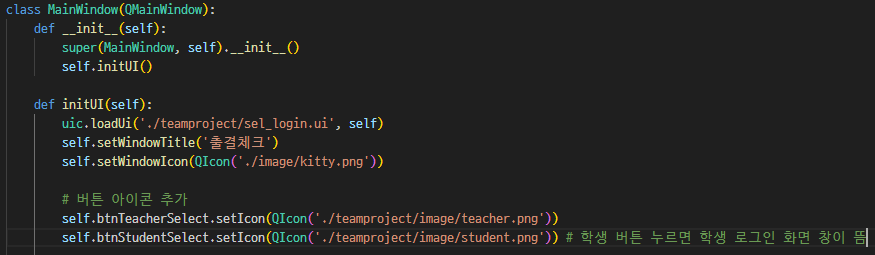 class MainWindow(QMainWindow):
    def __init__(self):
        super(MainWindow, self).__init__()
        self.initUI()
    def initUI(self):
        uic.loadUi('./teamproject/sel_login.ui', self)
        self.setWindowTitle('출결체크')
        self.setWindowIcon(QIcon('./image/kitty.png'))
        # 버튼 아이콘 추가
        self.btnTeacherSelect.setIcon(QIcon('./teamproject/image/teacher.png'))
        self.btnStudentSelect.setIcon(QIcon('./teamproject/image/student.png')) # 학생 버튼 누르면 학생 로그인 화면 창이 뜸